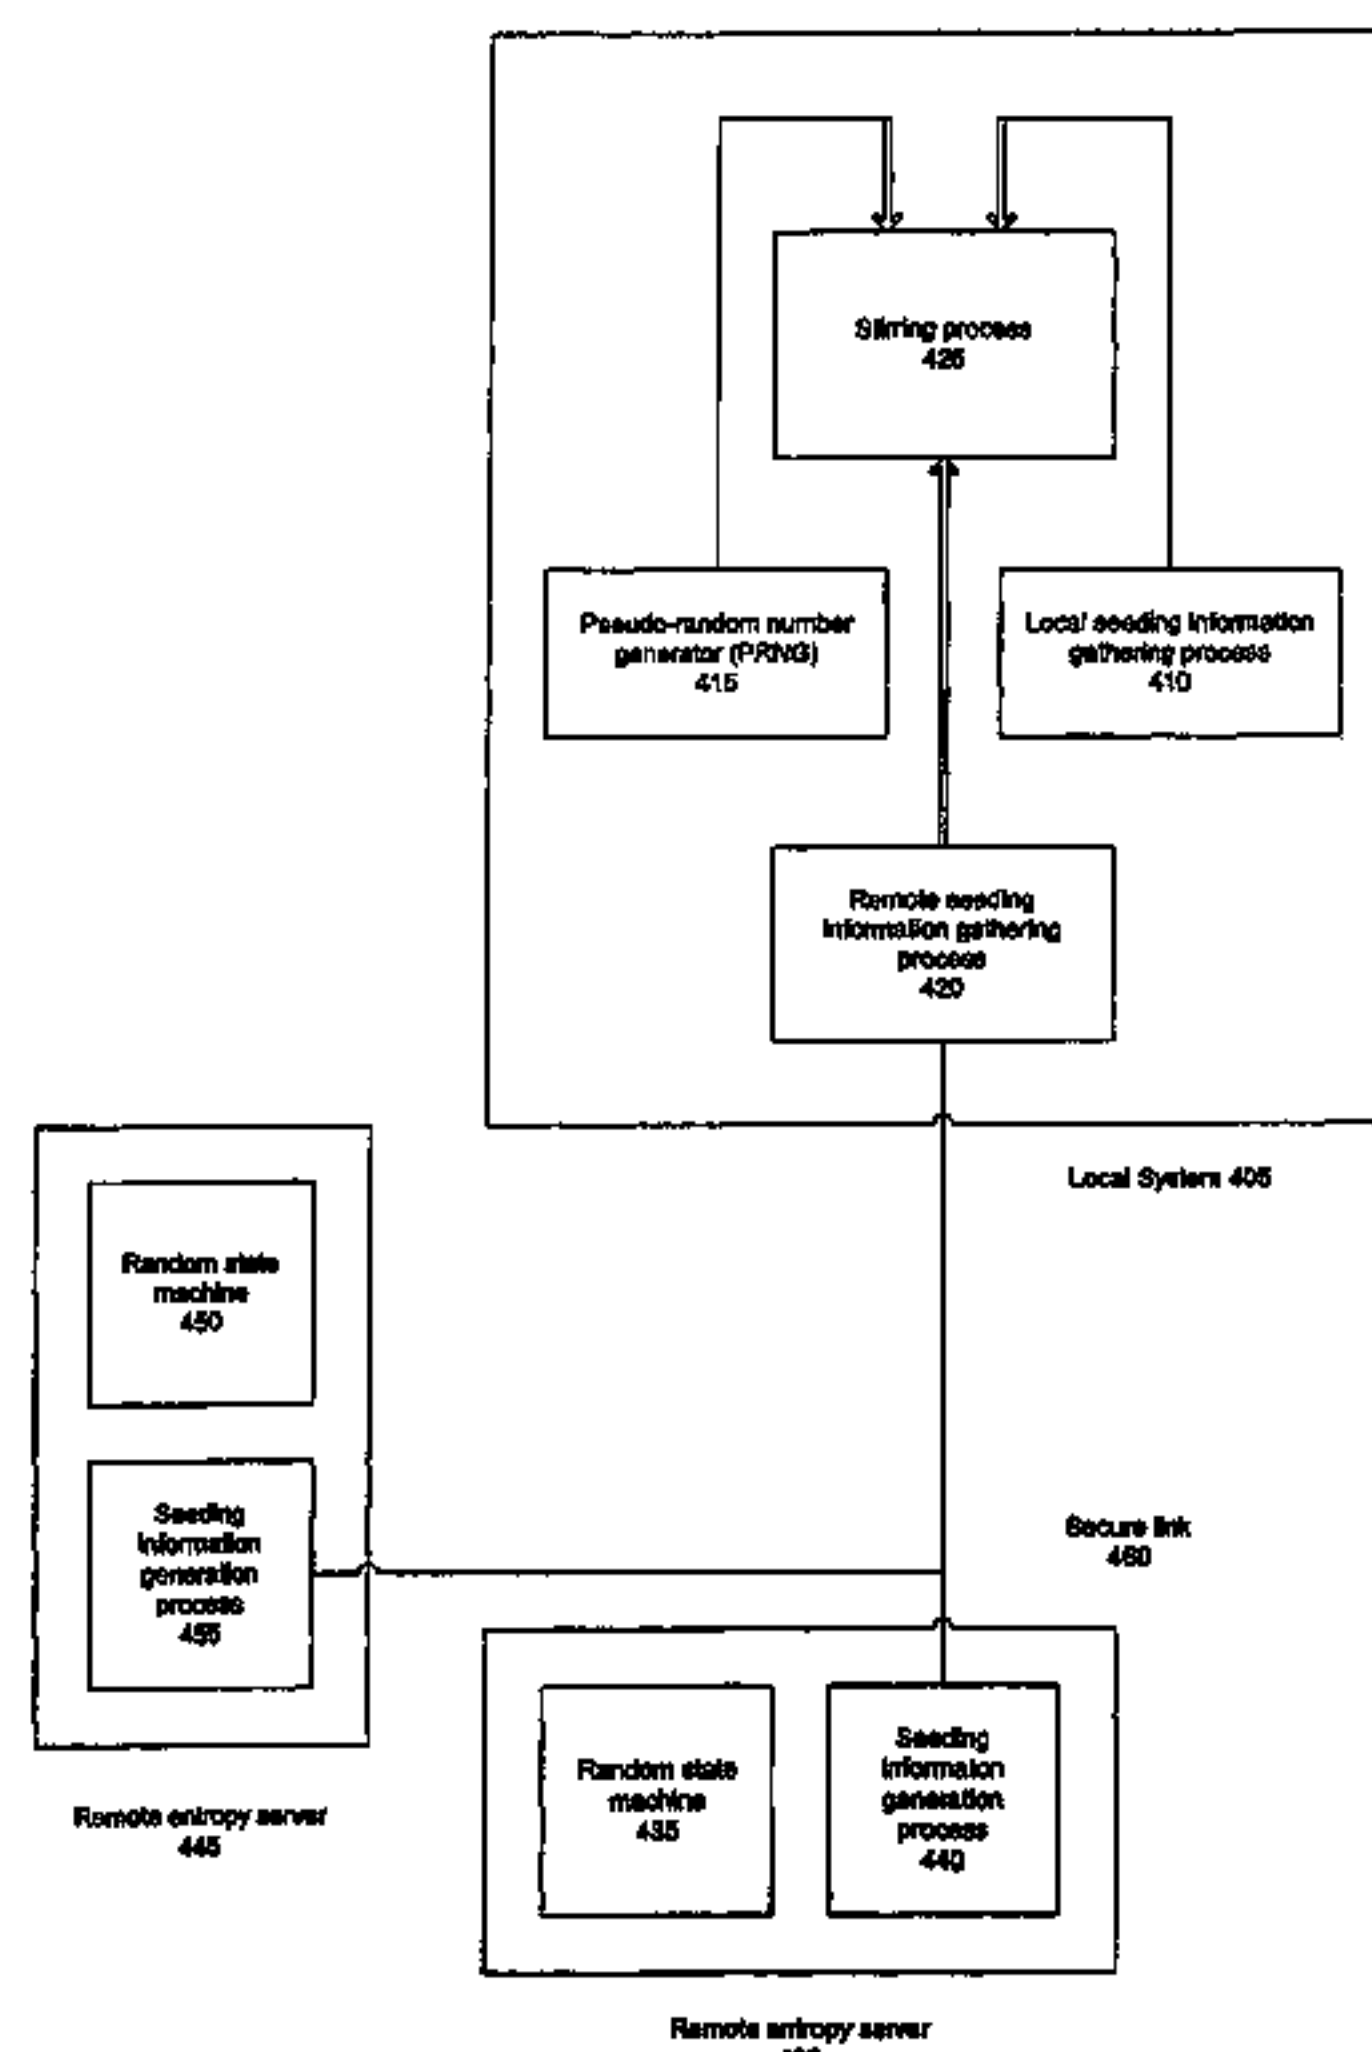 Stirring process
425
Pseudo-random number
generator (PRNG)
415
Local seeding information
gathering process
410
Remote seeding
information gathering
process
420
Local System 405
Random state
machine
450
Seeding
information
generation
process
455
Secure link
460
Random state
machine
435
Seeding
information
generation
process
440
Remote entropy server
445
Remote entropy server